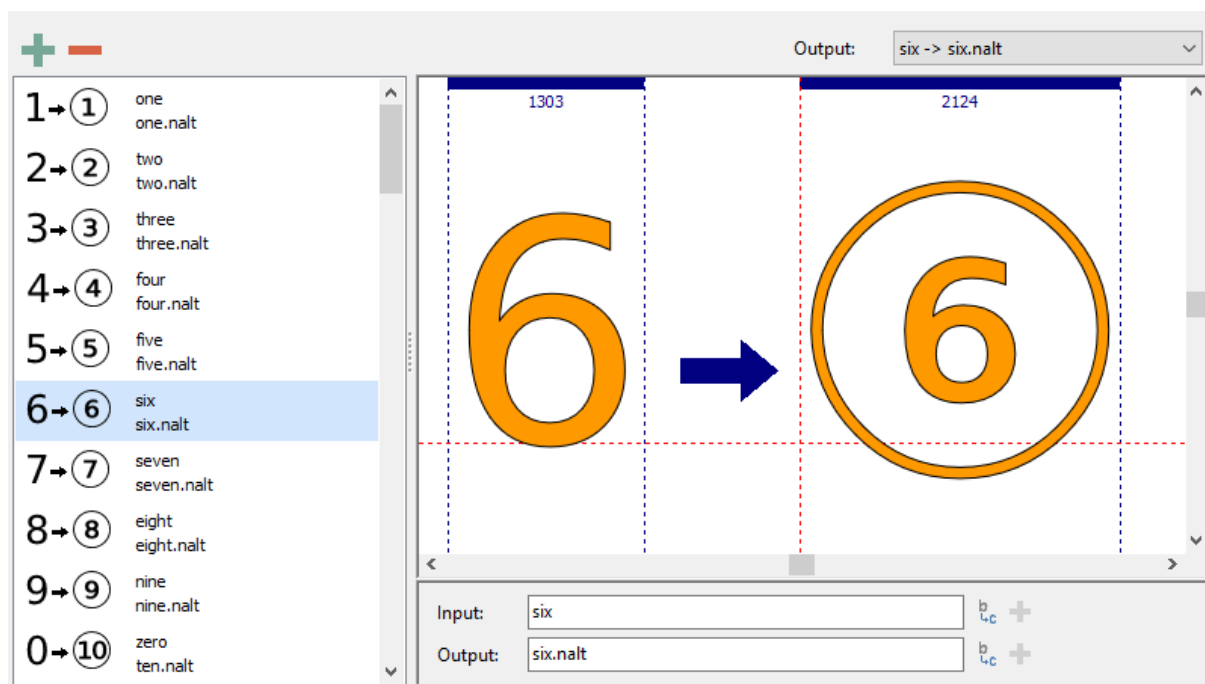 Output: six -> six.nalt
1→① one
one.nalt
2→② two
two.nalt
3→③ three
three.nalt
4→④ four
four.nalt
5→⑤ five
five.nalt
6→⑥ six
six.nalt
7→⑦ seven
seven.nalt
8→⑧ eight
eight.nalt
9→⑨ nine
nine.nalt
0→⑩ zero
ten.nalt
1303 2124
6 → ⑥
Input: six b↳c
Output: six.nalt b↳c